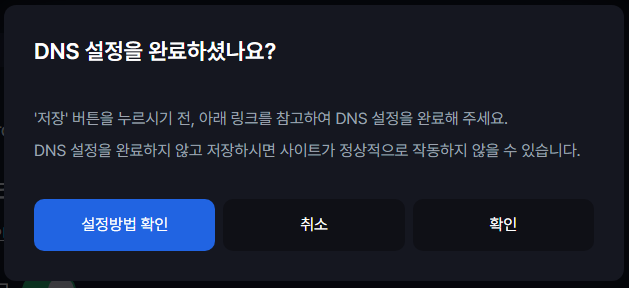 DNS 설정을 완료하셨나요?
'저장' 버튼을 누르시기 전, 아래 링크를 참고하여 DNS 설정을 완료해 주세요.
DNS 설정을 완료하지 않고 저장하시면 사이트가 정상적으로 작동하지 않을 수 있습니다.
설정방법 확인
취소
확인